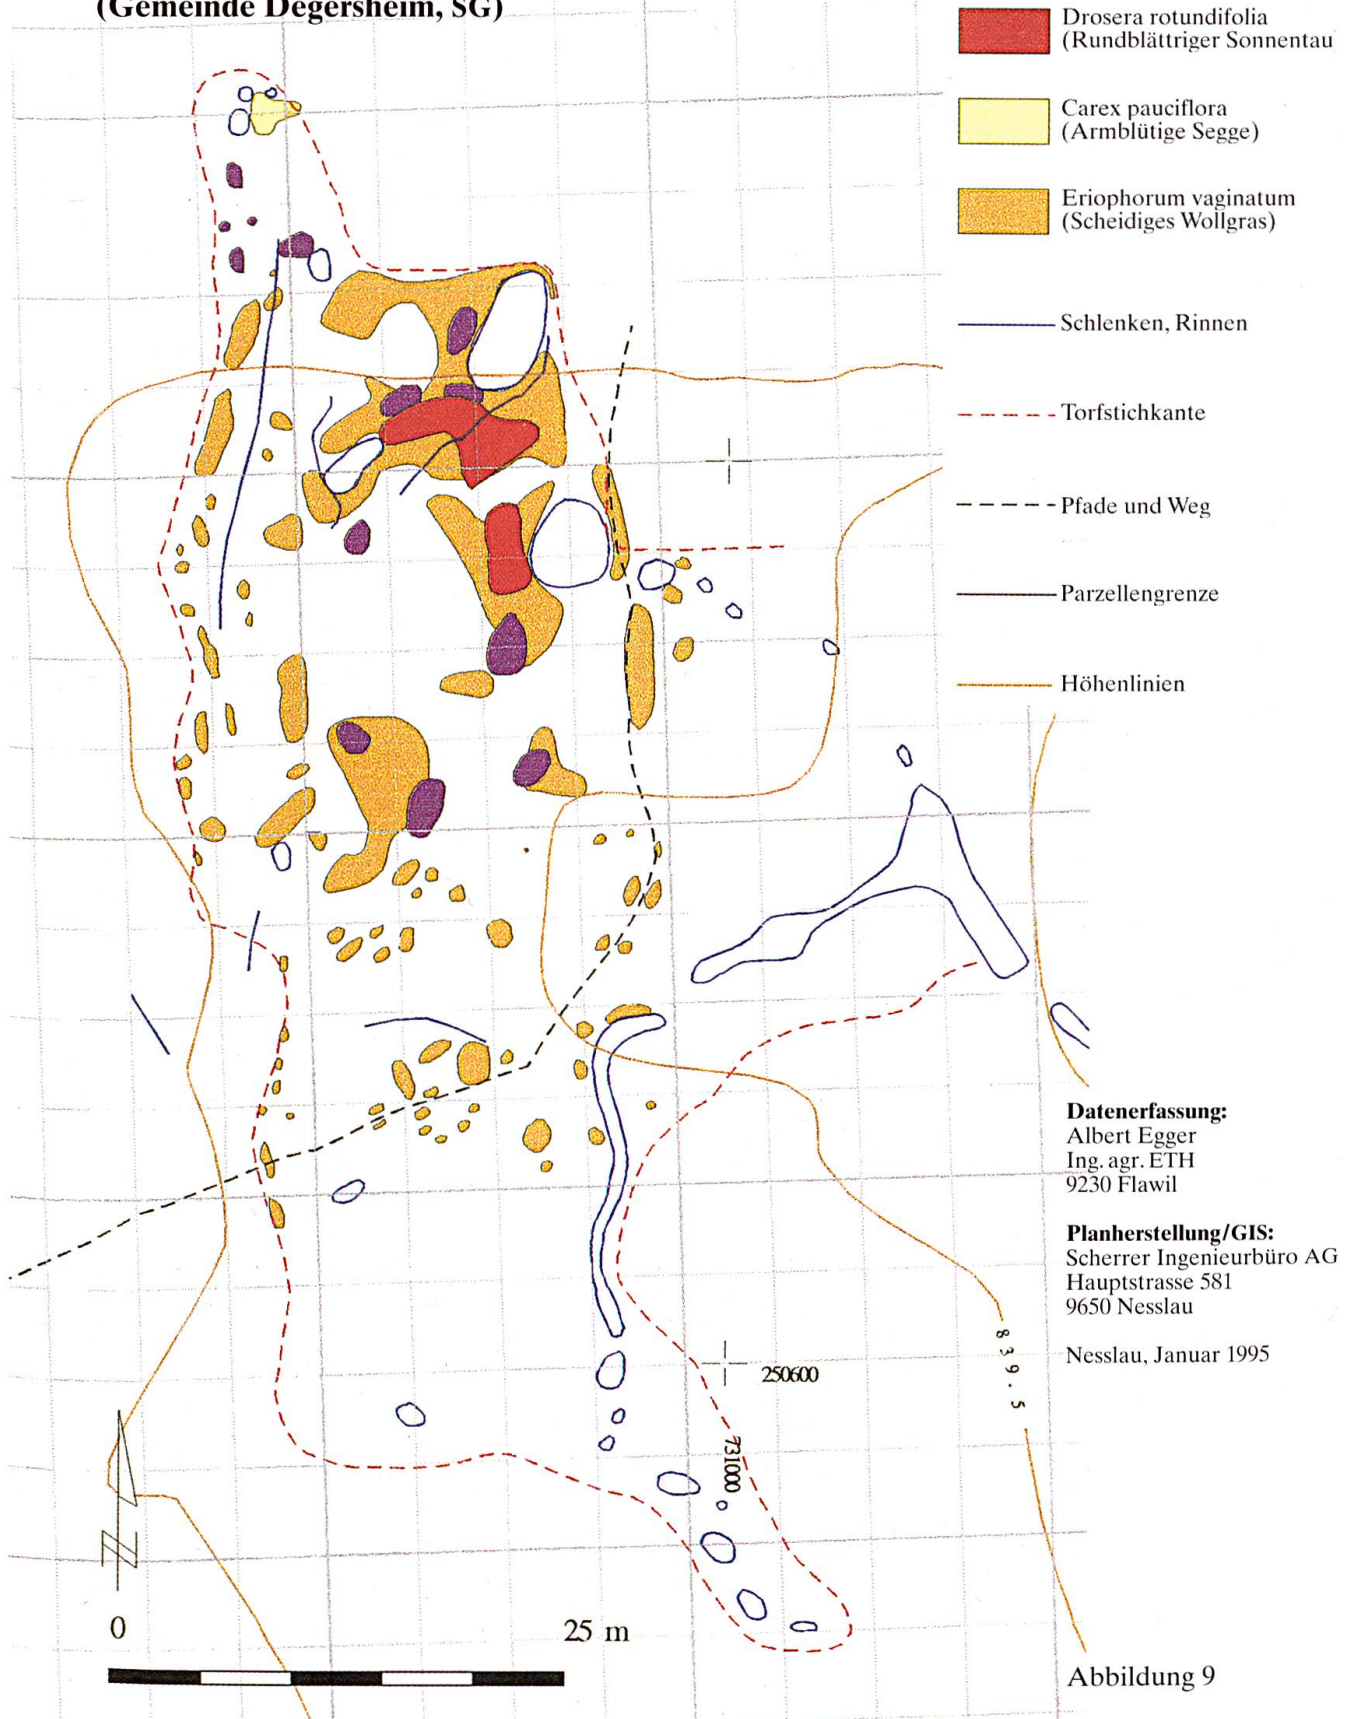 (Gemeinde Degersheim, SG)
Drosera rotundifolia
(Rundblättriger Sonnentau
Carex pauciflora
(Armblütige Segge)
Eriophorum vaginatum
(Scheidiges Wollgras)
Schlenken, Rinnen
Torfstichkante
Pfade und Weg
Parzellengrenze
Höhenlinien
Datenerfassung:
Albert Egger
Ing. agr. ETH
9230 Flawil
Planherstellung/GIS:
Scherrer Ingenieurbüro AG
Hauptstrasse 581
9650 Nesslau
Nesslau, Januar 1995
839.5
250600
731000
N
0
25 m
Abbildung 9